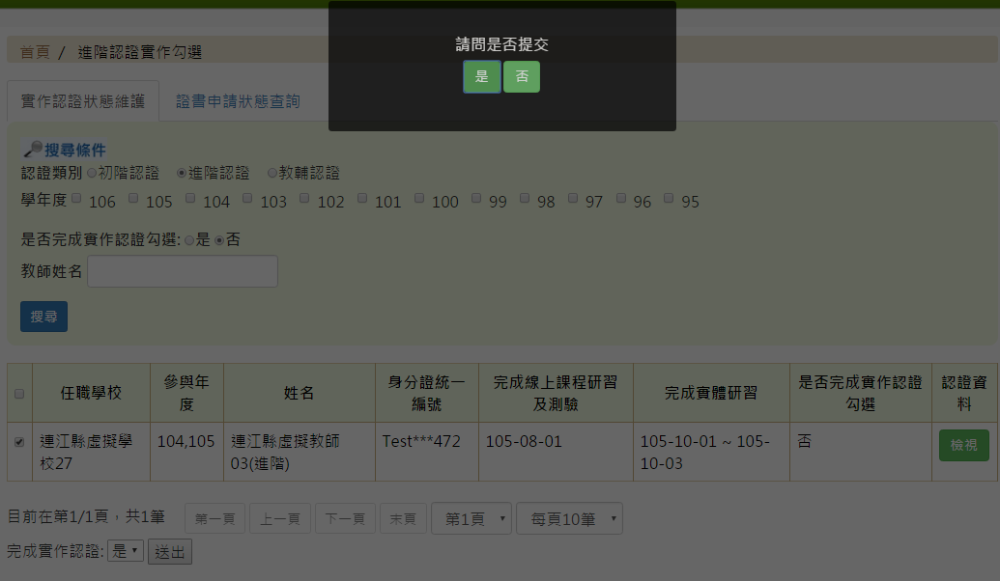 請問是否提交
是 否
首頁 / 進階認證實作勾選
實作認證狀態維護 證書申請狀態查詢
搜尋條件
認證類別 初階認證 進階認證 教輔認證
學年度 106 105 104 103 102 101 100 99 98 97 96 95
是否完成實作認證勾選: 是 否
教師姓名
搜尋
任職學校 參與年度 姓名 身分證統一編號 完成線上課程研習及測驗 完成實體研習 是否完成實作認證勾選 認證資料
連江縣虛擬學校27 104,105 連江縣虛擬教師03(進階) Test***472 105-08-01 105-10-01 ~ 105-10-03 否 檢視
目前在第1/1頁，共1筆 第一頁 上一頁 下一頁 末頁 第1頁 每頁10筆
完成實作認證: 是 送出